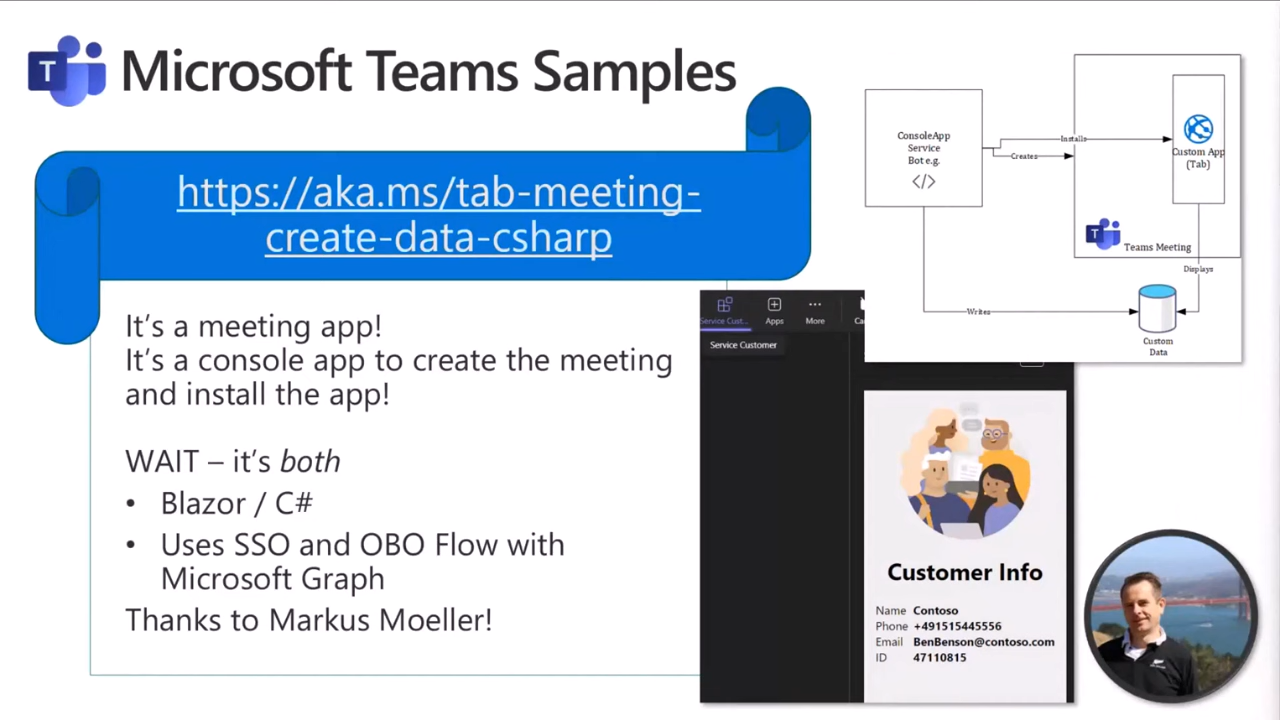 T Microsoft Teams Samples
https://aka.ms/tab-meeting-
create-data-csharp
It's a meeting app!
It's a console app to create the meeting
and install the app!
WAIT – it's both
• Blazor / C#
• Uses SSO and OBO Flow with
Microsoft Graph
Thanks to Markus Moeller!
ConsoleApp
Service
Bot e.g.
</>
Installs
Creates
Custom App
(Tab)
T Teams Meeting
Displays
Writes
Custom
Data
Service Cust...
Apps
More
Service Customer
Customer Info
Name Contoso
Phone +491515445556
Email BenBenson@contoso.com
ID 47110815